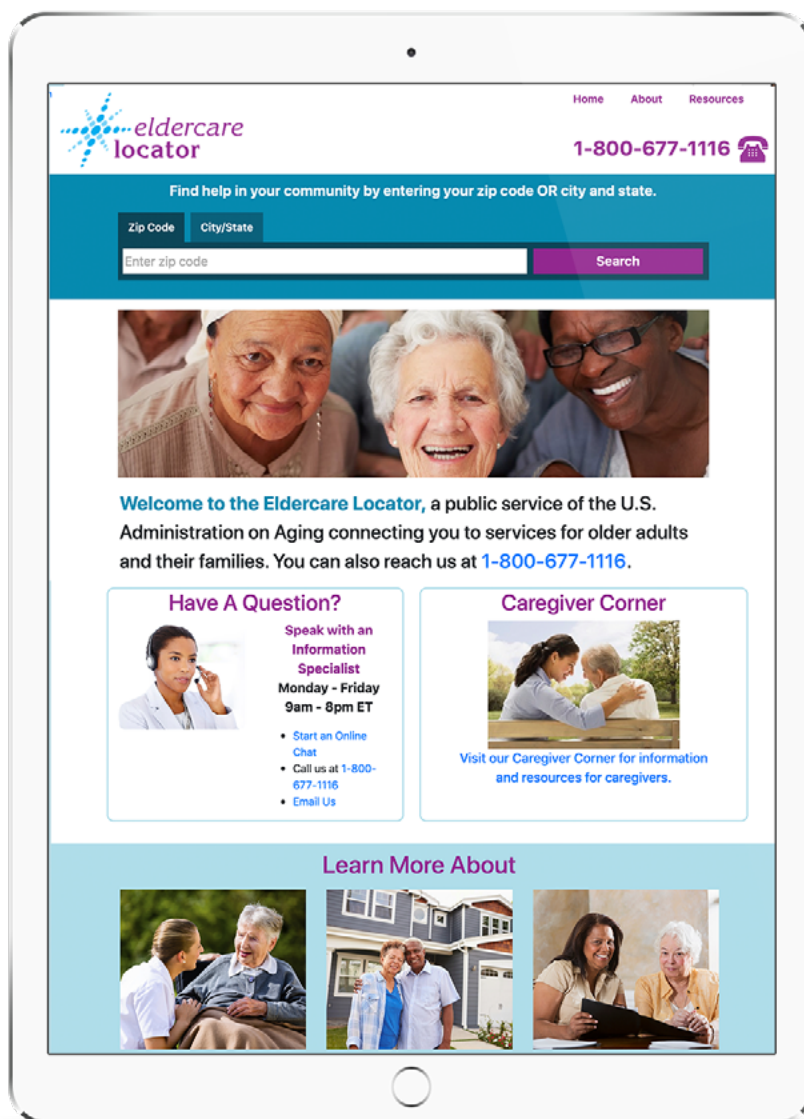 Home About Resources
eldercare
locator
1-800-677-1116
Find help in your community by entering your zip code OR city and state.
Zip Code City/State
Enter zip code Search
Welcome to the Eldercare Locator, a public service of the U.S.
Administration on Aging connecting you to services for older adults
and their families. You can also reach us at 1-800-677-1116.
Have A Question?
Speak with an
Information
Specialist
Monday - Friday
9am - 8pm ET
• Start an Online
Chat
• Call us at 1-800-
677-1116
• Email Us
Caregiver Corner
Visit our Caregiver Corner for information
and resources for caregivers.
Learn More About